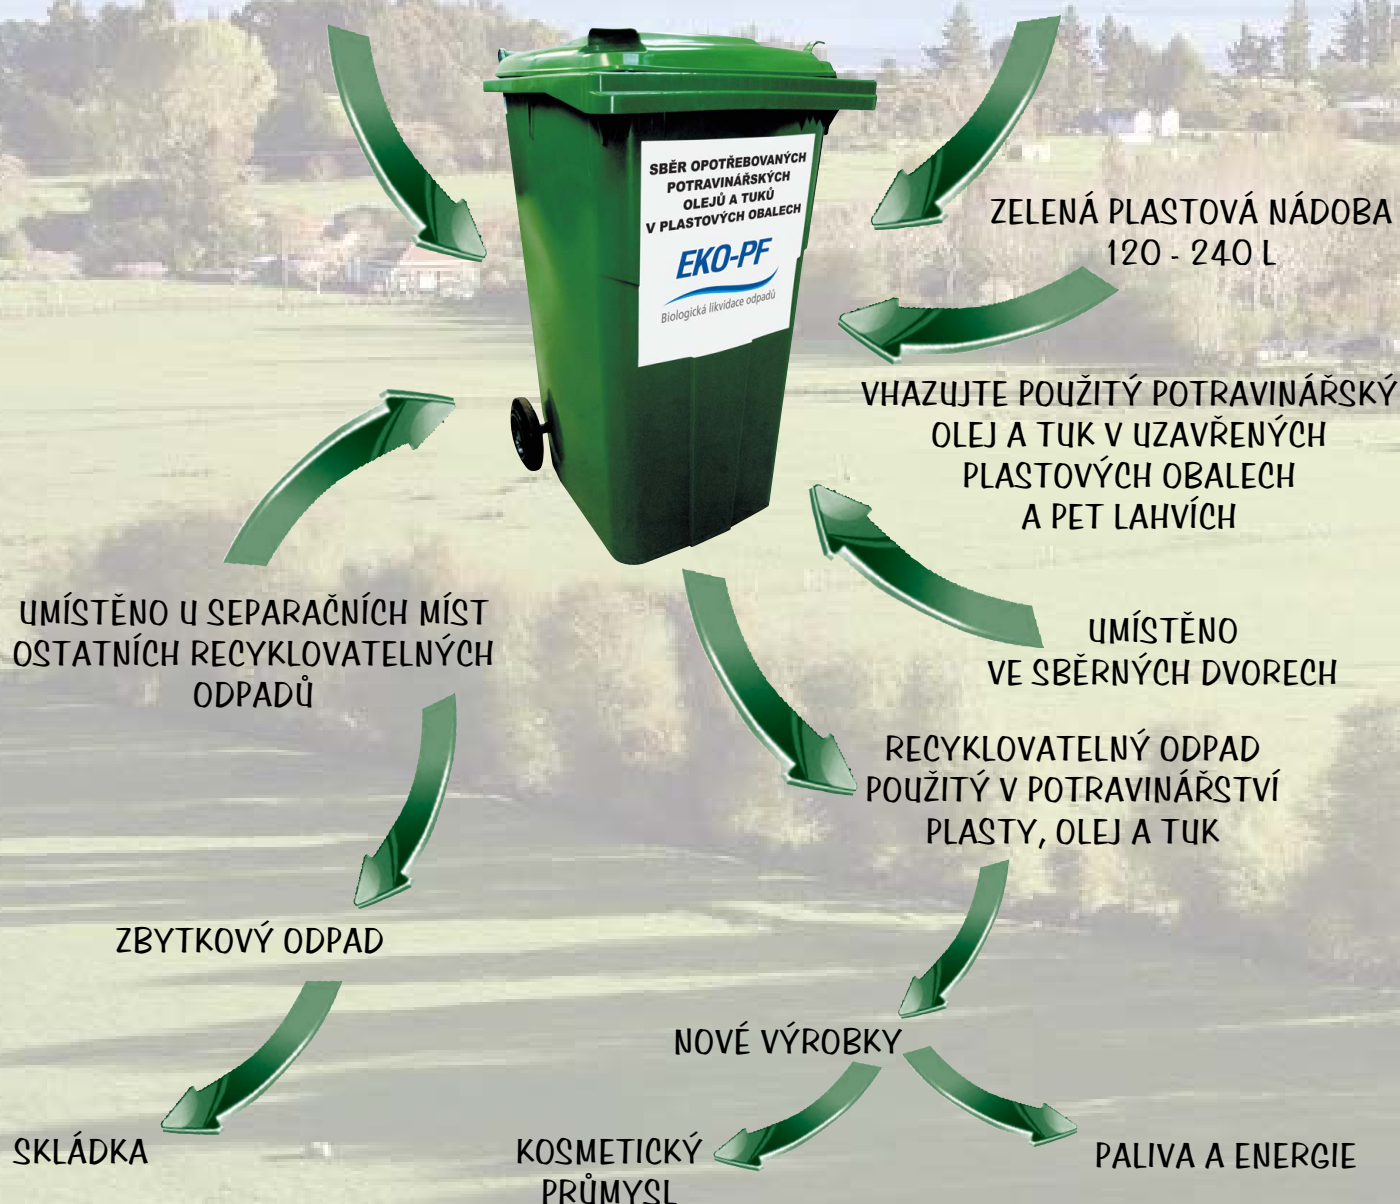 SBĚR OPOTŘEBOVANÝCH
POTRAVINÁŘSKÝCH
OLEJŮ A TUKŮ
V PLASTOVÝCH OBALECH
EKO-PF
Biologická likvidace odpadů
ZELENÁ PLASTOVÁ NÁDOBA
120 - 240 L
VHAZUJTE POUŽITÝ POTRAVINÁŘSKÝ
OLEJ A TUK V UZAVŘENÝCH
PLASTOVÝCH OBALECH
A PET LAHVÍCH
UMÍSTĚNO U SEPARAČNÍCH MÍST
OSTATNÍCH RECYKLOVATELNÝCH
ODPADŮ
UMÍSTĚNO
VE SBĚRNÝCH DVORECH
RECYKLOVATELNÝ ODPAD
POUŽITÝ V POTRAVINÁŘSTVÍ
PLASTY, OLEJ A TUK
ZBYTKOVÝ ODPAD
NOVÉ VÝROBKY
SKLÁDKA
KOSMETICKÝ
PRŮMYSL
PALIVA A ENERGIE